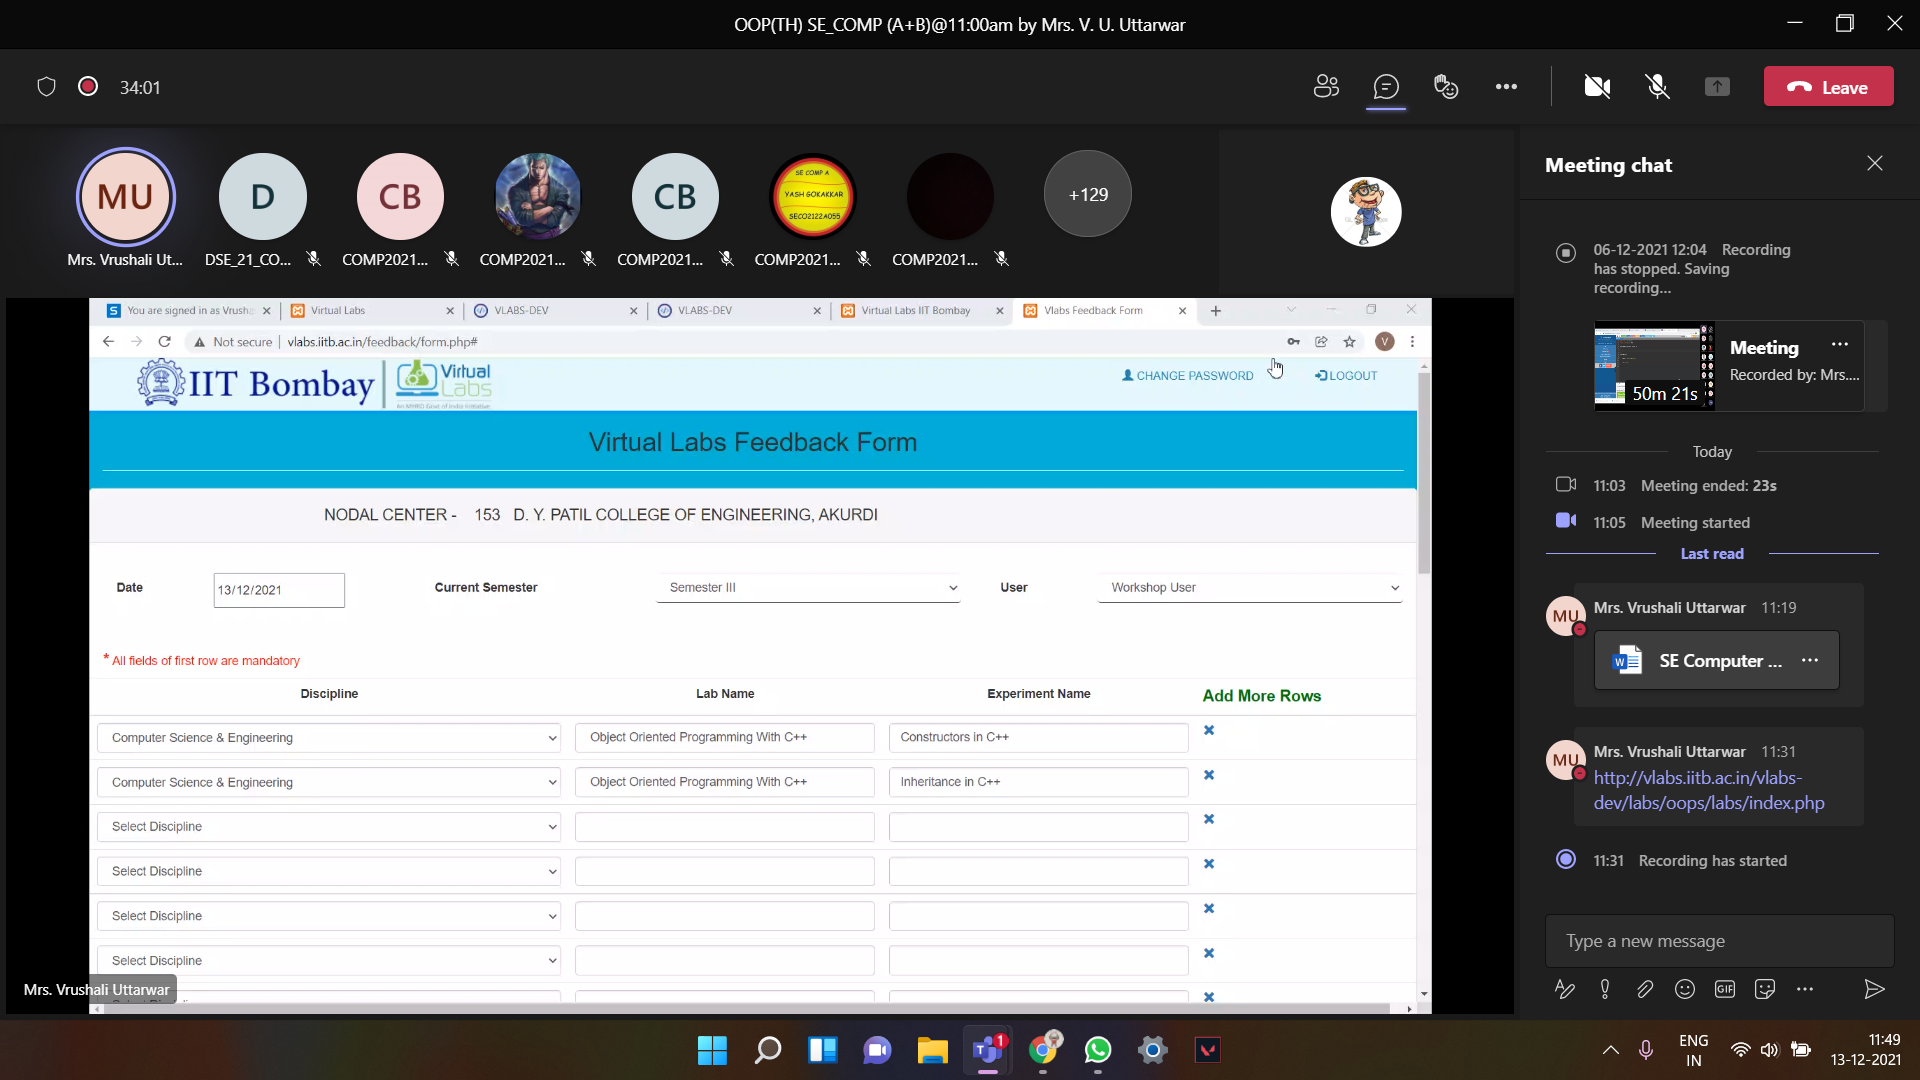 OOP(TH) SE_COMP (A+B)@11:00am by Mrs. V. U. Uttarwar
34:01
Leave
MU
D
CB
CB
SE COMP A
YASH GOKAKKAR
SECO2122A055
+129
Mrs. Vrushali Ut...
DSE_21_CO...
COMP2021...
COMP2021...
COMP2021...
COMP2021...
COMP2021...
You are signed in as Vrush
Virtual Labs
VLABS-DEV
VLABS-DEV
Virtual Labs IIT Bombay
Vlabs Feedback Form
Not secure
vlabs.iitb.ac.in/feedback/form.php#
V
IIT Bombay
Virtual
Labs
An MHRD Govt of India Initiative
CHANGE PASSWORD
LOGOUT
Virtual Labs Feedback Form
NODAL CENTER - 153 D. Y. PATIL COLLEGE OF ENGINEERING, AKURDI
Date
13/12/2021
Current Semester
Semester III
User
Workshop User
* All fields of first row are mandatory
Discipline
Lab Name
Experiment Name
Add More Rows
Computer Science & Engineering
Object Oriented Programming With C++
Constructors in C++
Computer Science & Engineering
Object Oriented Programming With C++
Inheritance in C++
Select Discipline
Select Discipline
Select Discipline
Select Discipline
Mrs. Vrushali Uttarwar
Meeting chat
06-12-2021 12:04 Recording
has stopped. Saving
recording...
50m 21s
Meeting
Recorded by: Mrs....
Today
11:03 Meeting ended: 23s
11:05 Meeting started
Last read
MU
Mrs. Vrushali Uttarwar 11:19
SE Computer ...
MU
Mrs. Vrushali Uttarwar 11:31
http://vlabs.iitb.ac.in/vlabs-
dev/labs/oops/labs/index.php
11:31 Recording has started
Type a new message
GIF
1
ENG
IN
11:49
13-12-2021